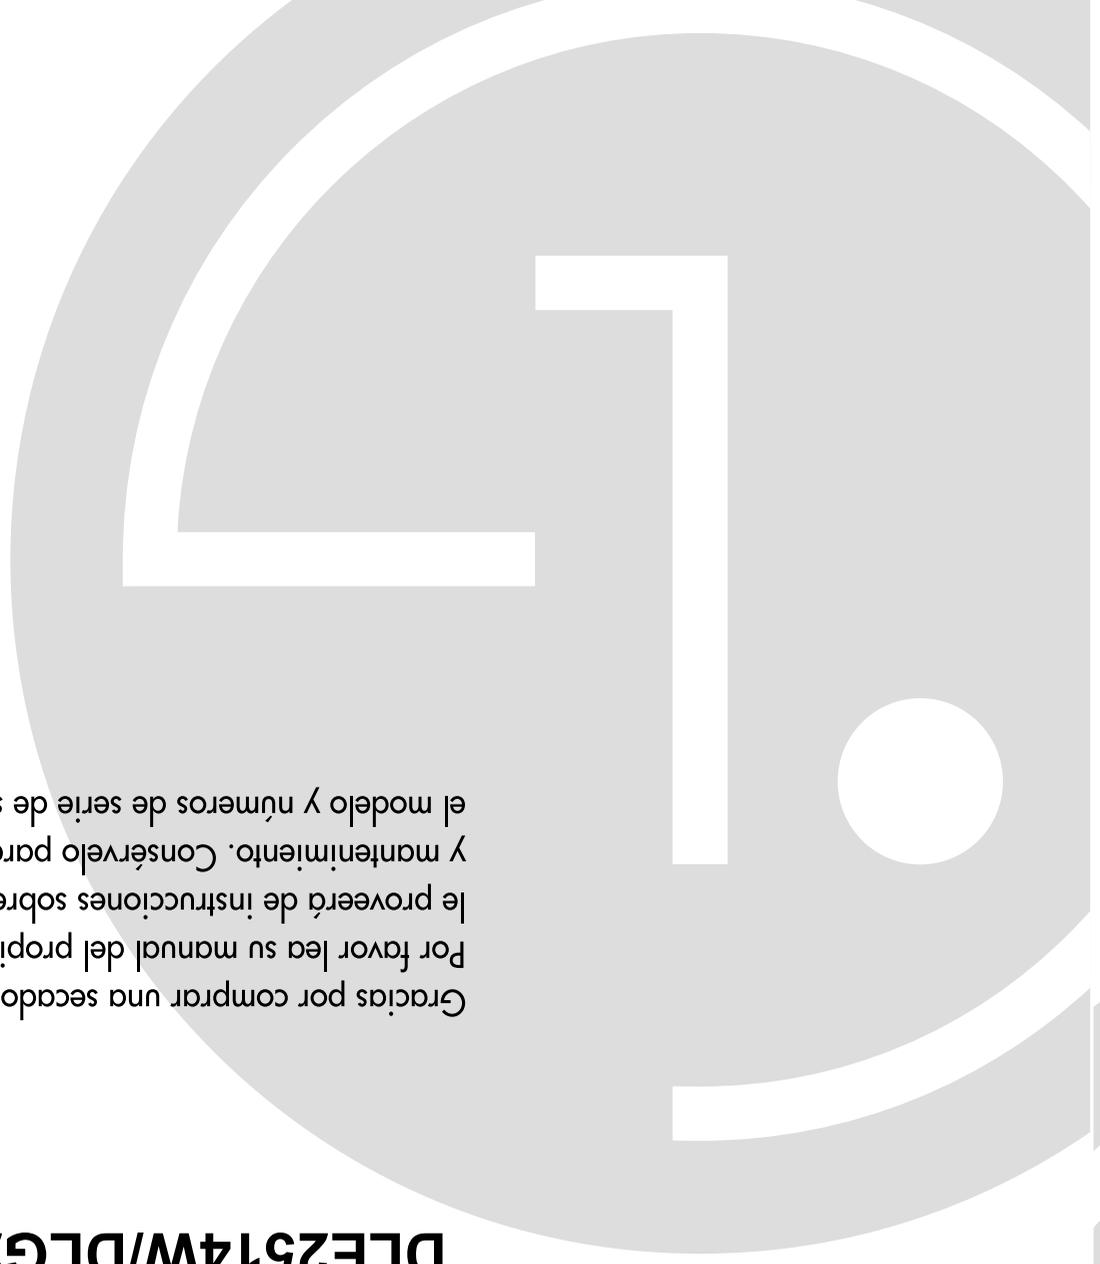 DLE2514W/DLG
Gracias por comprar una
Por favor lea su manual del
le proveerá de instrucciones
y mantenimiento. Consérvelo
el modelo y números de serie de